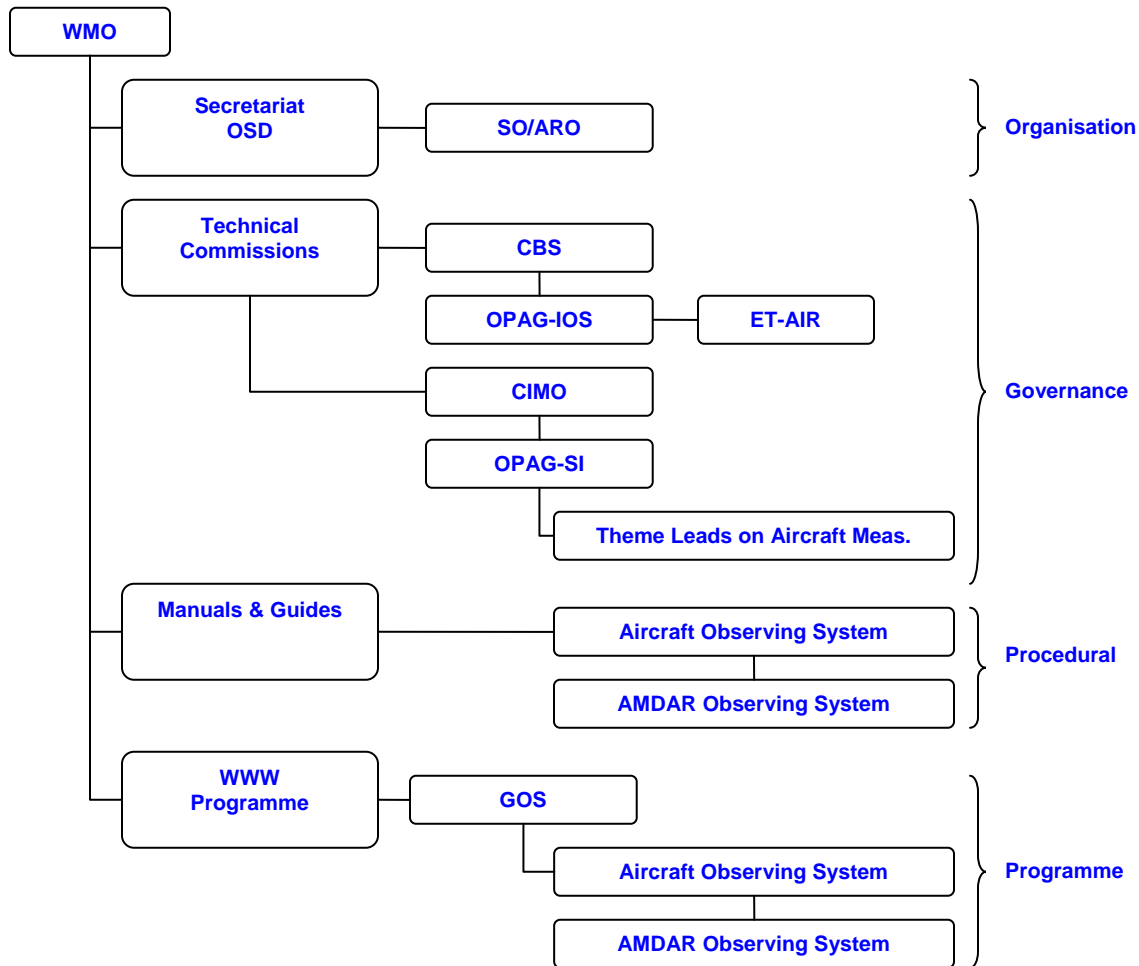 WMO
Secretariat
OSD
SO/ARO
Organisation
Technical
Commissions
CBS
OPAG-IOS
ET-AIR
CIMO
Governance
OPAG-SI
Theme Leads on Aircraft Meas.
Manuals & Guides
Aircraft Observing System
Procedural
AMDAR Observing System
WWW
Programme
GOS
Aircraft Observing System
Programme
AMDAR Observing System